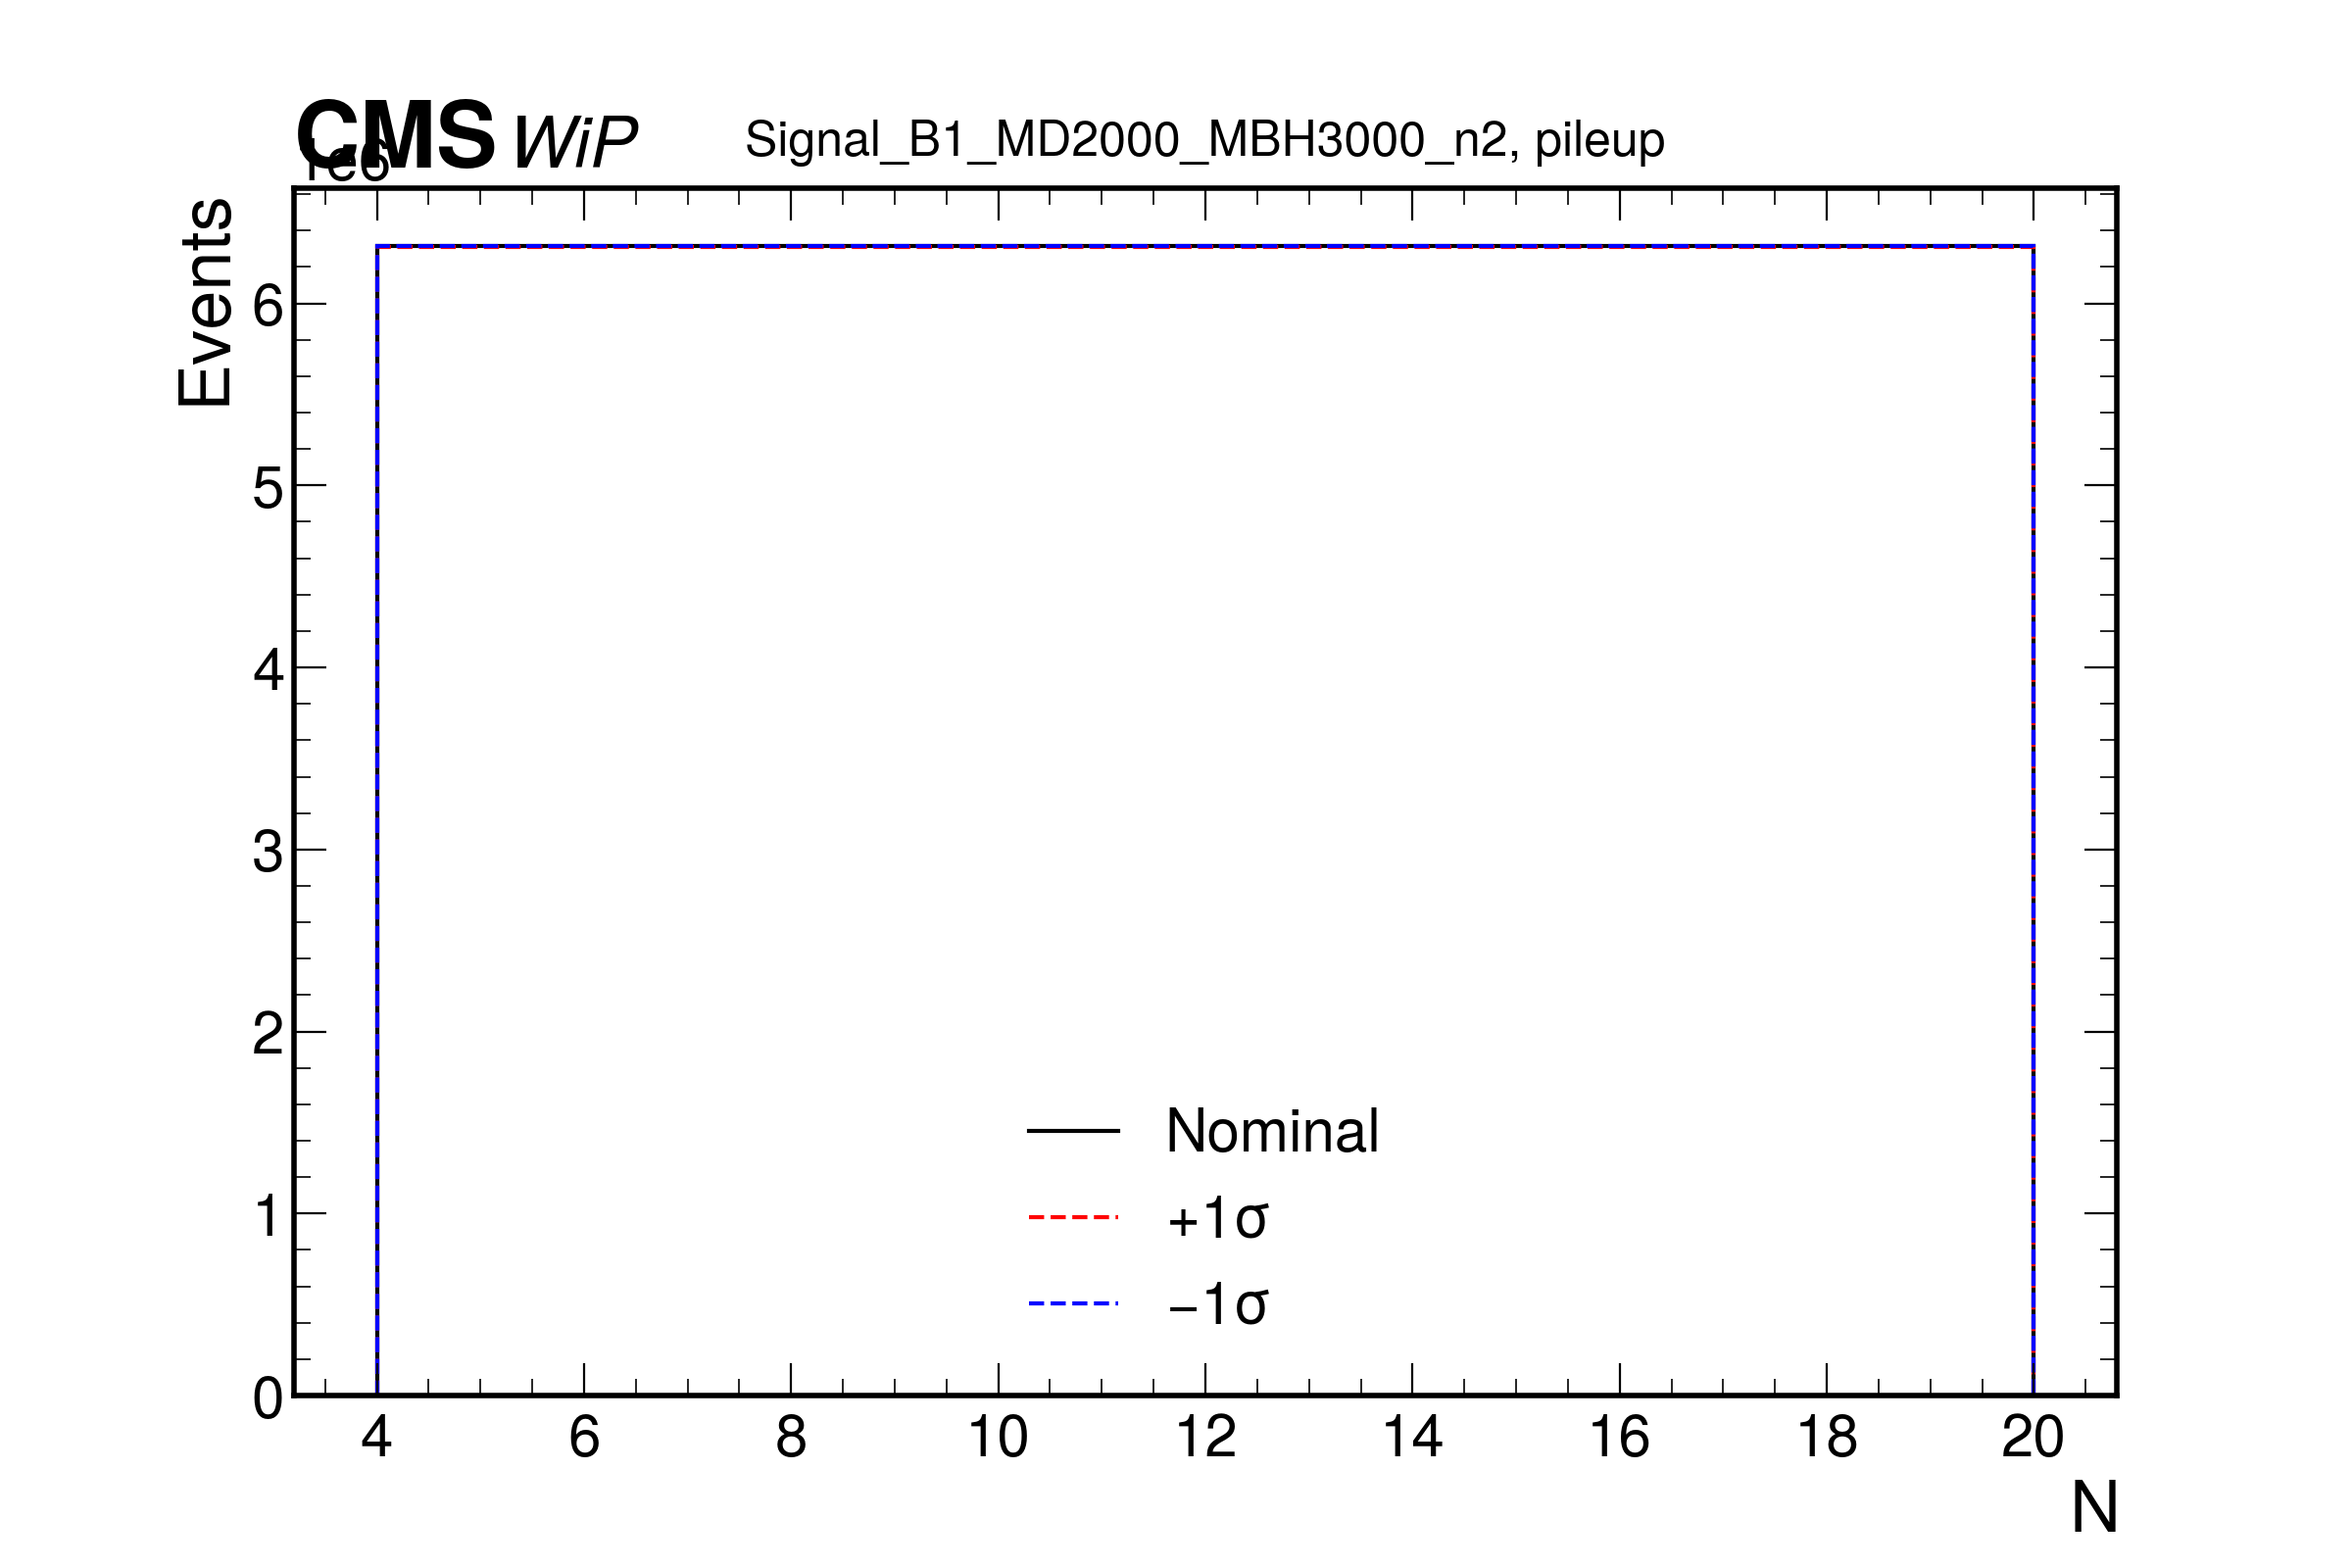 CMS WiP Signal_B1_MD2000_MBH3000_n2, pileup
Events
6
5
4
3
2
1
0
Nominal
+1σ
−1σ
4 6 8 10 12 14 16 18 20
N